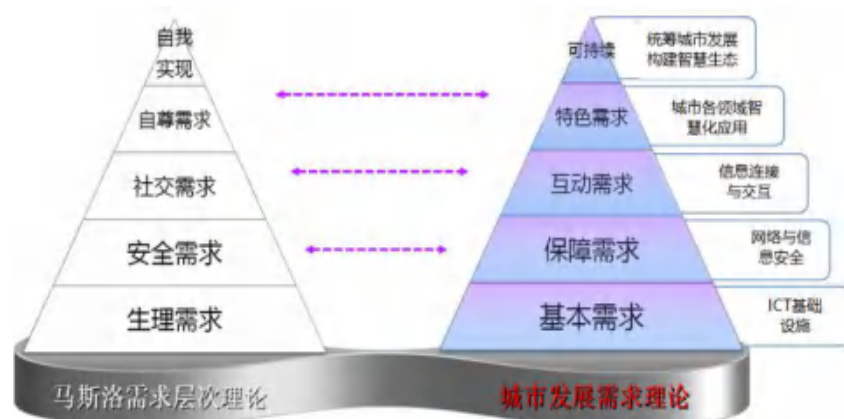 自我
实现
自尊需求
社交需求
安全需求
生理需求
马斯洛需求层次理论
可持续
特色需求
互动需求
保障需求
基本需求
城市发展需求理论
统筹城市发展
构建智慧生态
城市各领域智
慧化应用
信息连接
与交互
网络与信
息安全
ICT基础
设施